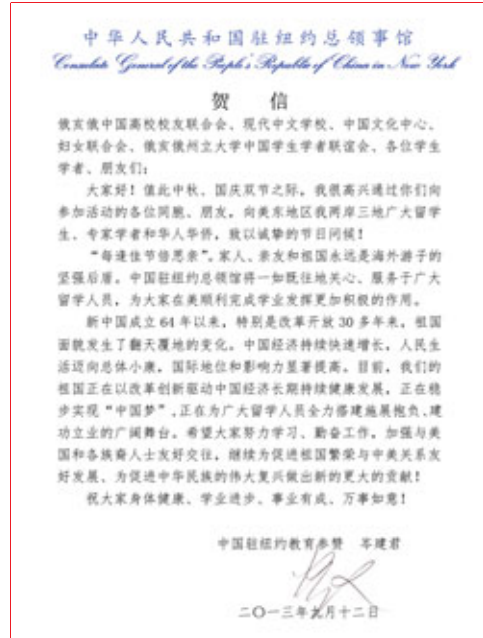 中华人民共和国驻纽约总领事馆
Consulate General of the People's Republic of China in New York
贺 信
俄亥俄中国高校校友联合会、现代中文学校、中国文化中心、
妇女联合会、俄亥俄州立大学中国学生学者联谊会、各位学生
学者、朋友们:
大家好!值此中秋、国庆双节之际,我很高兴通过你们向
参加活动的各位同胞、朋友,向美东地区我两岸三地广大留学
生、专家学者和华人华侨,致以诚挚的节日问候!
“每逢佳节倍思亲”,家人、亲友和祖国永远是海外游子的
坚强后盾。中国驻纽约总领馆将一如既往地关心、服务于广大
留学人员,为大家在美顺利完成学业发挥更加积极的作用。
新中国成立64年以来,特别是改革开放30多年来,祖国
面貌发生了翻天覆地的变化。中国经济持续快速增长,人民生
活迈向总体小康,国际地位和影响力显著提高。目前,我们的
祖国正在以改革创新驱动中国经济长期持续健康发展,正在稳
步实现“中国梦”,正在为广大留学人员全力搭建施展抱负、建
功立业的广阔舞台。希望大家努力学习、勤奋工作,加强与美
国和各族裔人士友好交往,继续为促进祖国繁荣与中美关系友
好发展、为促进中华民族的伟大复兴做出新的更大的贡献!
祝大家身体健康、学业进步、事业有成、万事如意!
中国驻纽约教育参赞 岑建君
二〇一三年九月十二日